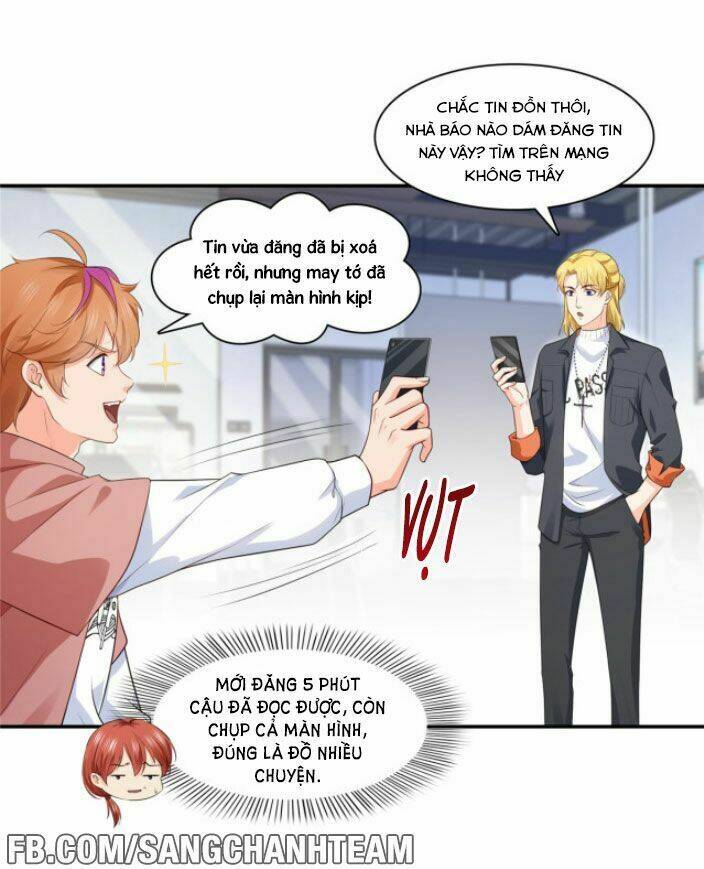 CHẮC TIN ĐỒN THÔI,
NHÀ BÁO NÀO DÁM ĐĂNG TIN
NÀY VẬY? TÌM TRÊN MẠNG
KHÔNG THẤY
Tin vừa đăng đã bị xoá
hết rồi, nhưng may tớ đã
chụp lại màn hình kịp!
PASS
VỤT
MỚI ĐĂNG 5 PHÚT
CẬU ĐÃ ĐỌC ĐƯỢC, CÒN
CHỤP CẢ MÀN HÌNH,
ĐÚNG LÀ ĐỒ NHIỀU
CHUYỆN.
FB.COM/SANGCHANHTEAM